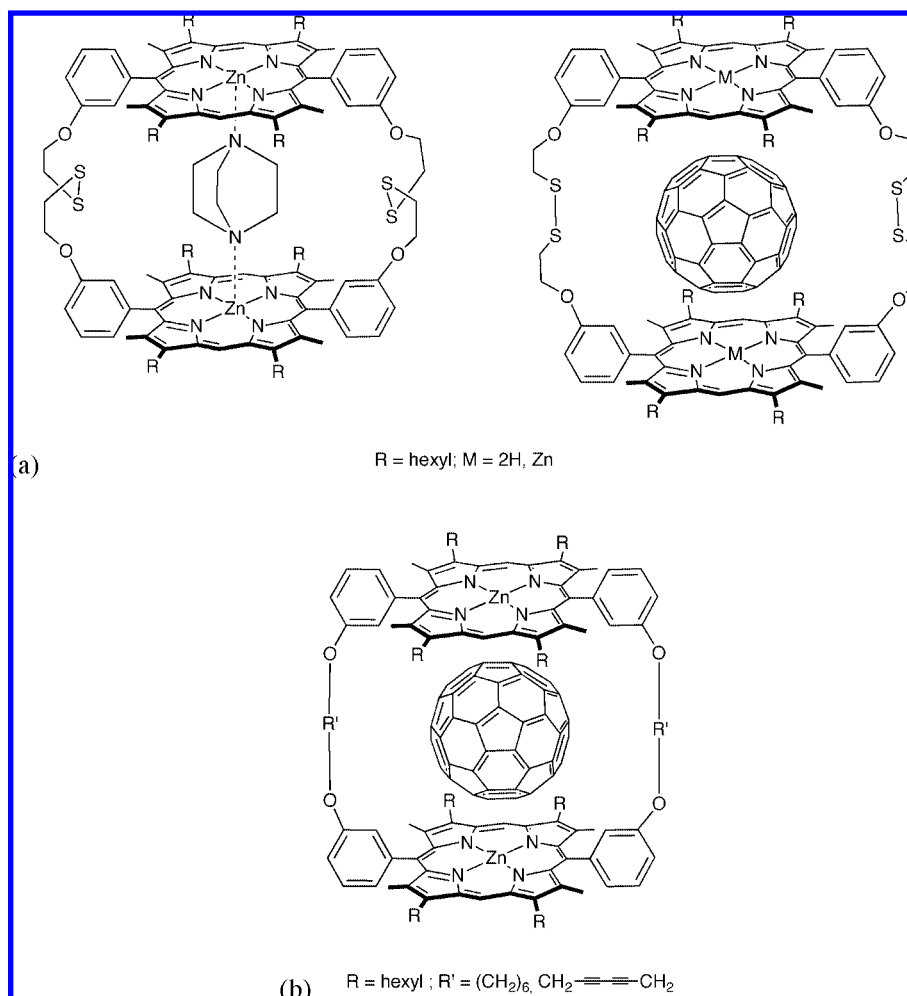 R R R R
N N N N
Zn M
N N N N
R R R R
O O O O
N
S S S S
S S S S
N
O O
R R
N N
Zn
N N
R R
O O
R R
N N
M
N N
R R
(a) R = hexyl; M = 2H, Zn
R R
N N
Zn
N N
O R R O
R' R'
O R R O
N N
Zn
N N
R R
(b) R = hexyl ; R' = (CH2)6, CH2 CH2